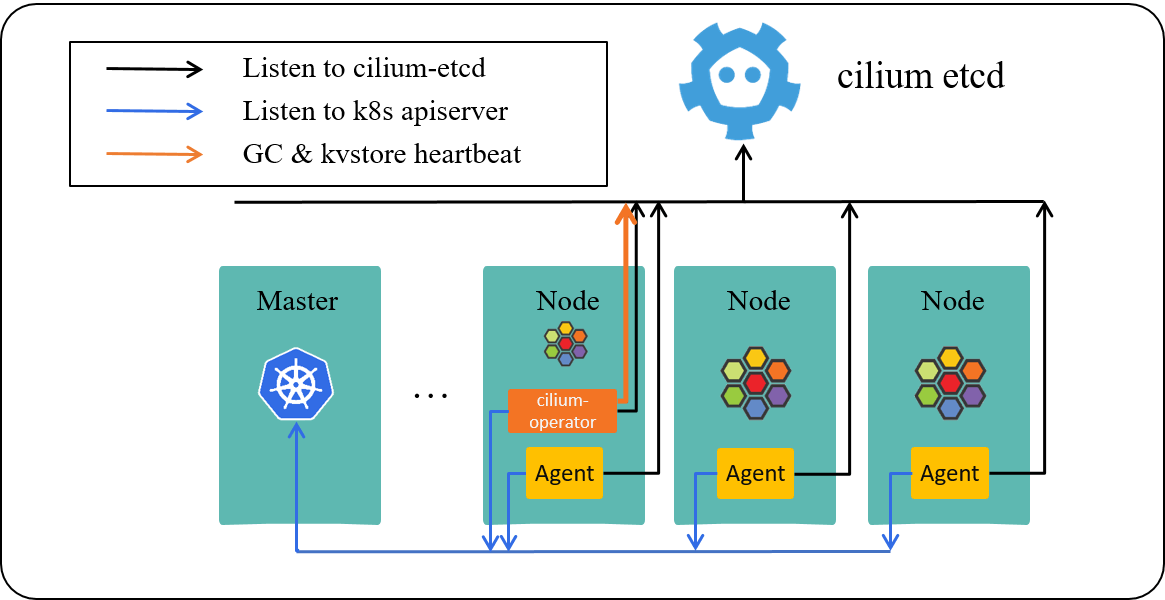 Listen to cilium-etcd
Listen to k8s apiserver
GC & kvstore heartbeat
cilium etcd
Master
Node
Node
Node
...
cilium-
operator
Agent
Agent
Agent